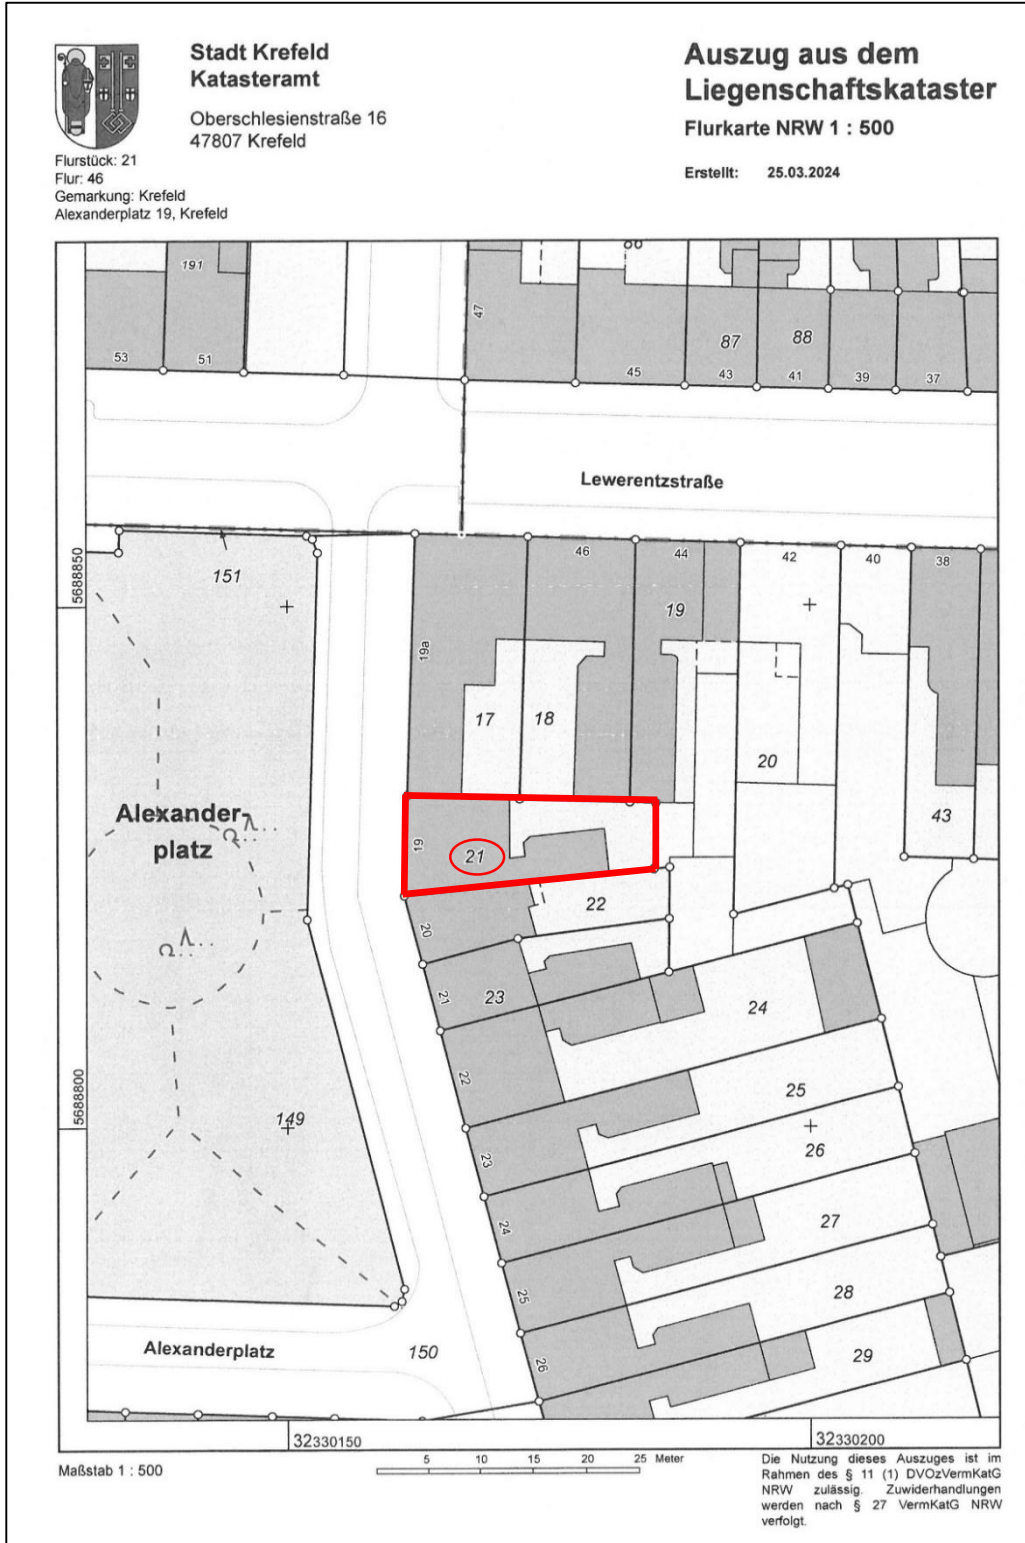 Stadt Krefeld
Katasteramt
Oberschlesienstraße 16
47807 Krefeld
Auszug aus dem
Liegenschaftskataster
Flurkarte NRW 1 : 500
Erstellt: 25.03.2024
Flurstück: 21
Flur: 46
Gemarkung: Krefeld
Alexanderplatz 19, Krefeld
191
53
51
47
45
87
43
88
41
39
37
Lewerentzstraße
5688850
151
46
44
42
40
38
19
19a
17
18
20
43
Alexander-
platz
19
21
22
20
21
23
24
22
25
23
26
24
27
25
28
26
29
5688800
149
Alexanderplatz
150
32330150
32330200
Maßstab 1 : 500
5 10 15 20 25 Meter
Die Nutzung dieses Auszuges ist im
Rahmen des § 11 (1) DVOzVermKatG
NRW zulässig. Zuwiderhandlungen
werden nach § 27 VermKatG NRW
verfolgt.